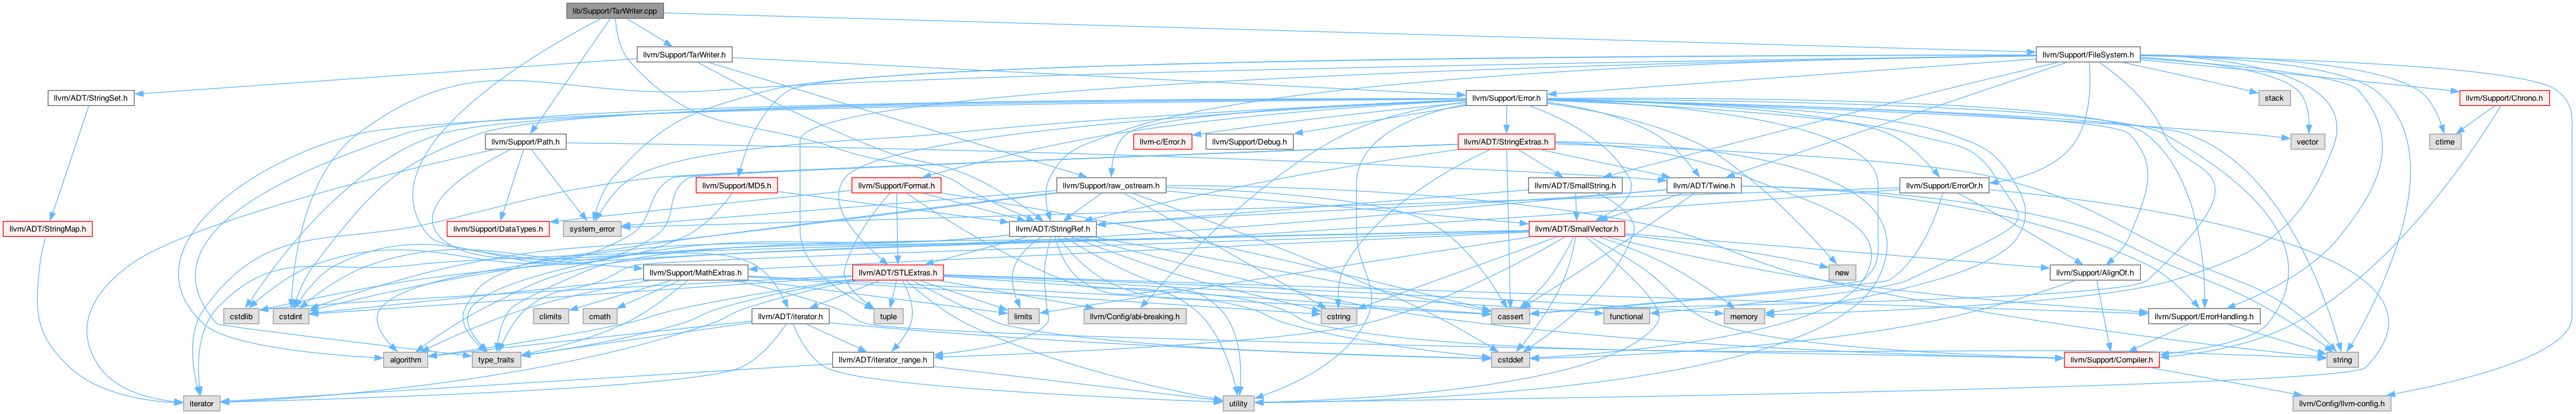 lib/Support/TarWriter.cpp
llvm/Support/TarWriter.h
llvm/Support/FileSystem.h
llvm/ADT/StringSet.h
llvm/Support/Error.h
stack
llvm/Support/Chrono.h
llvm/Support/Path.h
llvm-c/Error.h
llvm/Support/Debug.h
llvm/ADT/StringExtras.h
vector
ctime
llvm/Support/MD5.h
llvm/Support/Format.h
llvm/Support/raw_ostream.h
llvm/ADT/SmallString.h
llvm/ADT/Twine.h
llvm/Support/ErrorOr.h
llvm/ADT/StringMap.h
llvm/Support/DataTypes.h
system_error
llvm/ADT/StringRef.h
llvm/ADT/SmallVector.h
llvm/Support/MathExtras.h
llvm/ADT/STLExtras.h
new
llvm/Support/AlignOf.h
cstdlib
cstdint
climits
cmath
llvm/ADT/iterator.h
tuple
limits
llvm/Config/abi-breaking.h
cstring
cassert
functional
memory
llvm/Support/ErrorHandling.h
algorithm
type_traits
llvm/ADT/iterator_range.h
cstddef
llvm/Support/Compiler.h
string
iterator
utility
llvm/Config/llvm-config.h